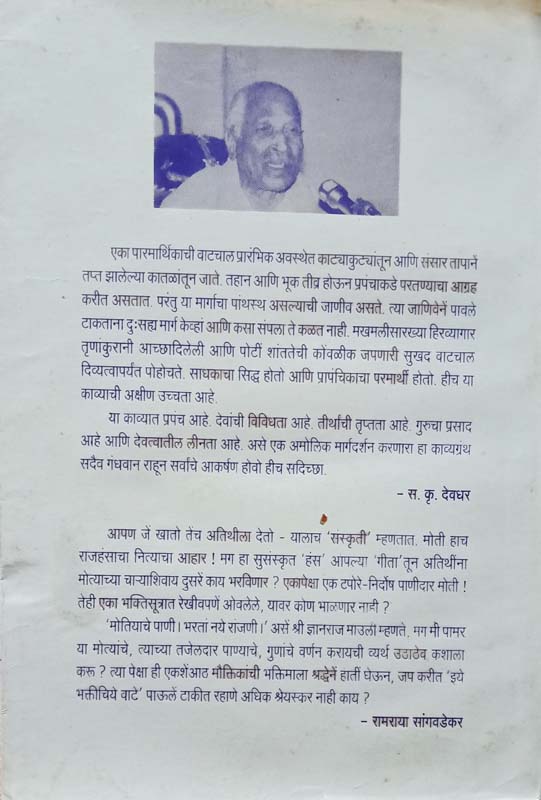 एका पारमार्थिकाची वाटचाल प्रारंभिक अवस्थेत काट्याकुट्यांतून आणि संसार तापानें
तप्त झालेल्या कातळांतून जाते. तहान आणि भूक तीव्र होऊन प्रपंचाकडे परतण्याचा आग्रह
करीत असतात. परंतु या मार्गाचा पांथस्थ असल्याची जाणीव असते. त्या जाणिवेनें पावले
टाकताना दुःसह्य मार्ग केव्हां आणि कसा संपला ते कळत नाही. मखमलीसारख्या हिरव्यागार
तृणांकुरानी आच्छादिलेली आणि पोटीं शांततेची कोंवळीक जपणारी सुखद वाटचाल
दिव्यत्वापर्यंत पोहोचते. साधकाचा सिद्ध होतो आणि प्रापंचिकाचा परमार्थी होतो. हीच या
काव्याची अक्षीण उच्चता आहे.
या काव्यात प्रपंच आहे. देवांची विविधता आहे. तीर्थांची तृप्तता आहे. गुरुचा प्रसाद
आहे आणि देवत्वातील लीनता आहे. असे एक अमोलिक मार्गदर्शन करणारा हा काव्यग्रंथ
सदैव गंधवान राहून सर्वांचे आकर्षण होवो हीच सदिच्छा.
- स. कृ. देवधर
आपण जें खातो तेंच अतिथीला देतो - यालाच 'संस्कृती' म्हणतात. मोती हाच
राजहंसाचा नित्याचा आहार ! मग हा सुसंस्कृत 'हंस' आपल्या 'गीता'तून अतिथींना
मोत्याच्या चाऱ्याशिवाय दुसरें काय भरविणार ? एकापेक्षा एक टपोरे-निर्दोष पाणीदार मोती !
तेही एका भक्तिसूत्रात रेखीवपणें ओवलेले, यावर कोण भाळणार नाही ?
'मोतियाचे पाणी । भरतां नये रांजणी ।' असें श्री ज्ञानराज माउली म्हणते. मग मी पामर
या मोत्यांचे, त्याच्या तजेलदार पाण्याचे, गुणांचे वर्णन करायची व्यर्थ उठाठेव कशाला
करू ? त्या पेक्षा ही एकशेंआठ मौक्तिकांची भक्तिमाला श्रद्धेनें हातीं घेऊन, जप करीत 'इये
भक्तीचिये वाटे' पाऊलें टाकीत रहाणे अधिक श्रेयस्कर नाही काय ?
- रामराया सांगवडेकर